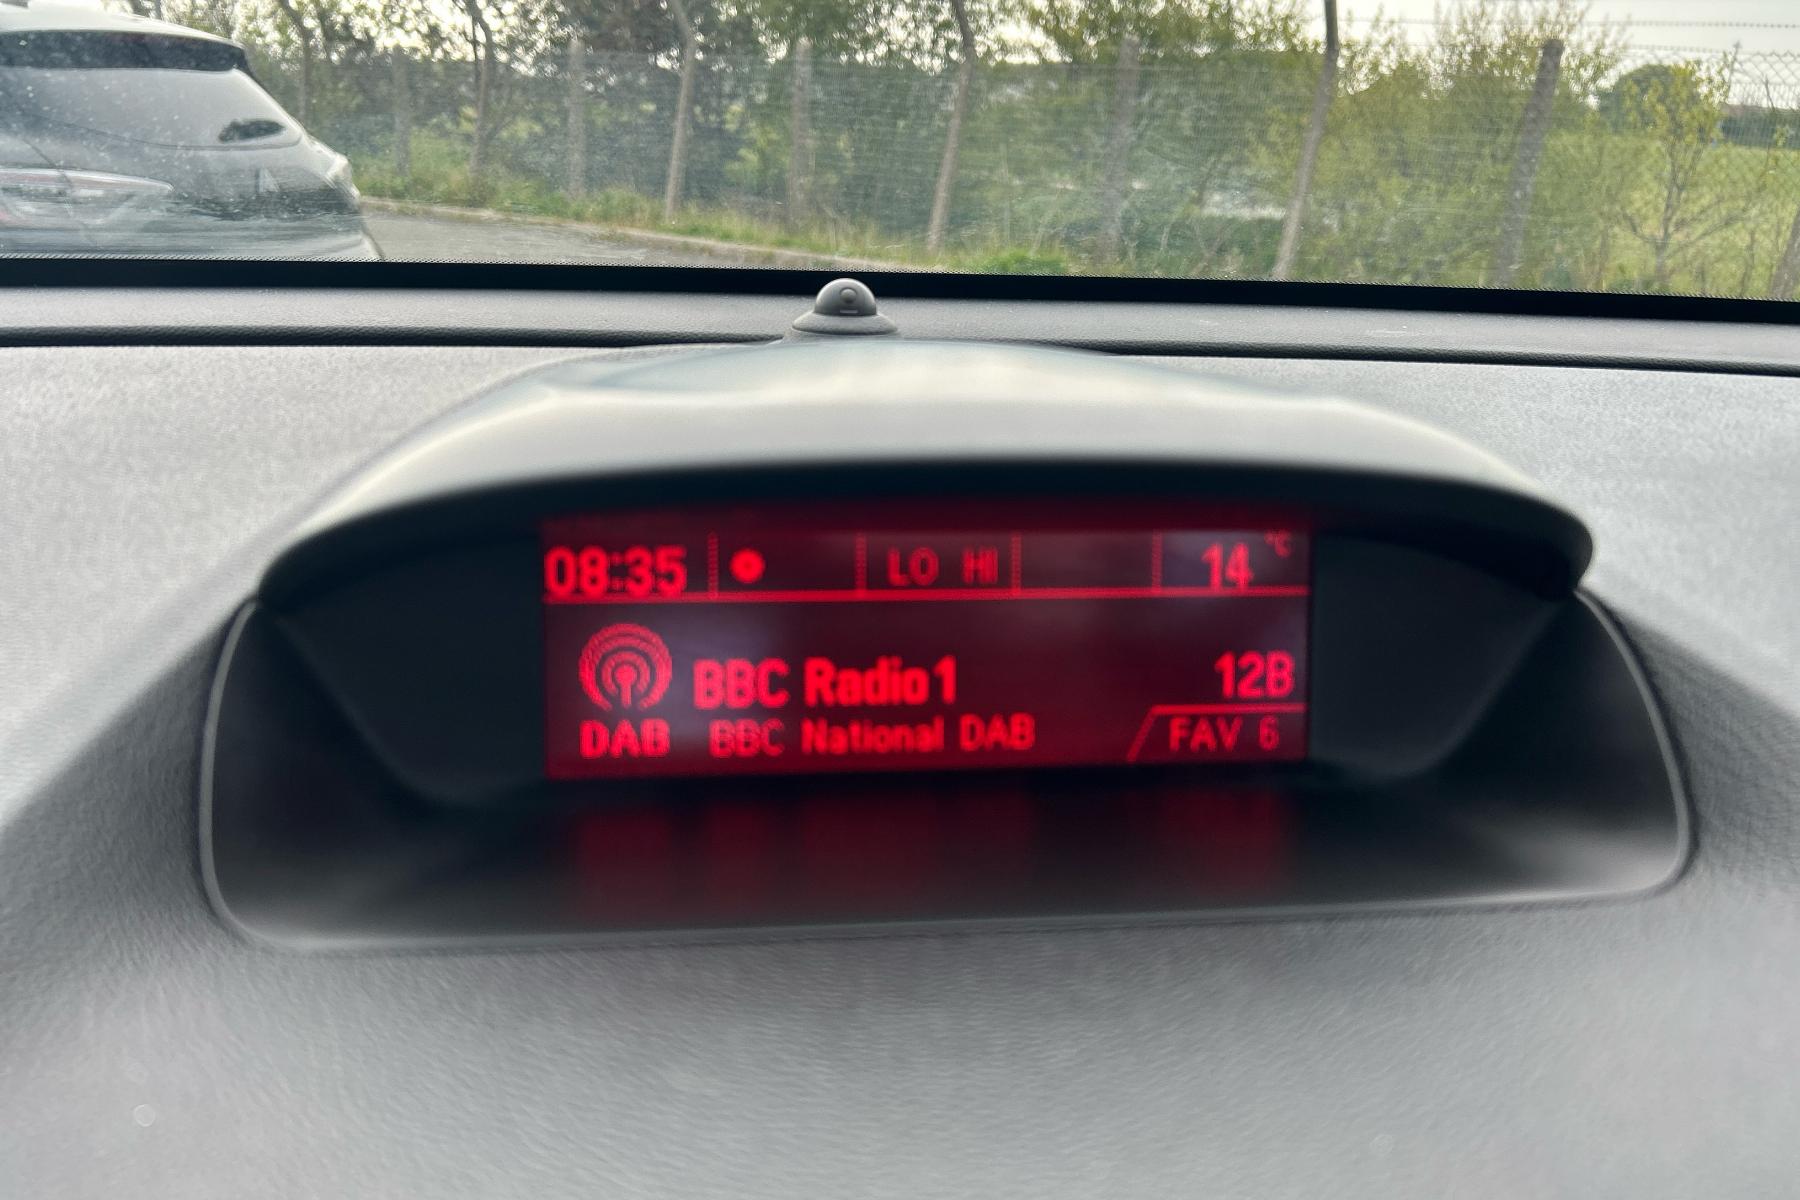 08:35 LO HI 14 °C
BBC Radio1 12B
DAB BBC National DAB FAV 6